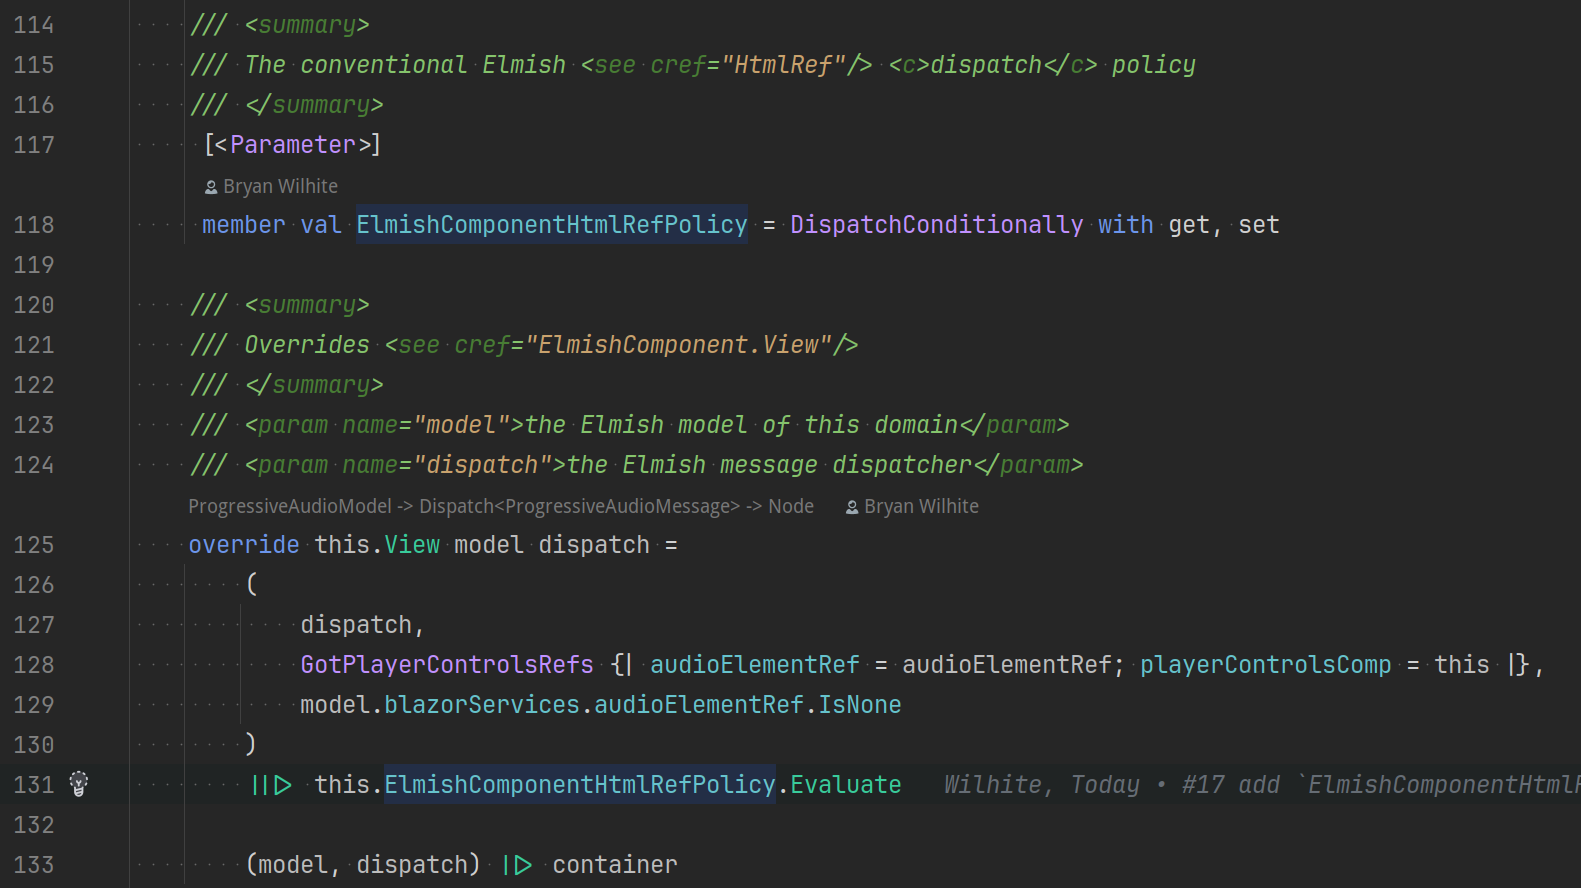 114 /// <summary>
115 /// The conventional Elmish <see cref="HtmlRef"/> <c>dispatch</c> policy
116 /// </summary>
117 [<Parameter>]
Bryan Wilhite
118 member val ElmishComponentHtmlRefPolicy = DispatchConditionally with get, set
119
120 /// <summary>
121 /// Overrides <see cref="ElmishComponent.View"/>
122 /// </summary>
123 /// <param name="model">the Elmish model of this domain</param>
124 /// <param name="dispatch">the Elmish message dispatcher</param>
ProgressiveAudioModel -> Dispatch<ProgressiveAudioMessage> -> Node Bryan Wilhite
125 override this.View model dispatch =
126 (
127 dispatch,
128 GotPlayerControlsRefs {| audioElementRef = audioElementRef; playerControlsComp = this |},
129 model.blazorServices.audioElementRef.IsNone
130 )
131 |||> this.ElmishComponentHtmlRefPolicy.Evaluate Wilhite, Today • #17 add `ElmishComponentHtml
132
133 (model, dispatch) ||> container